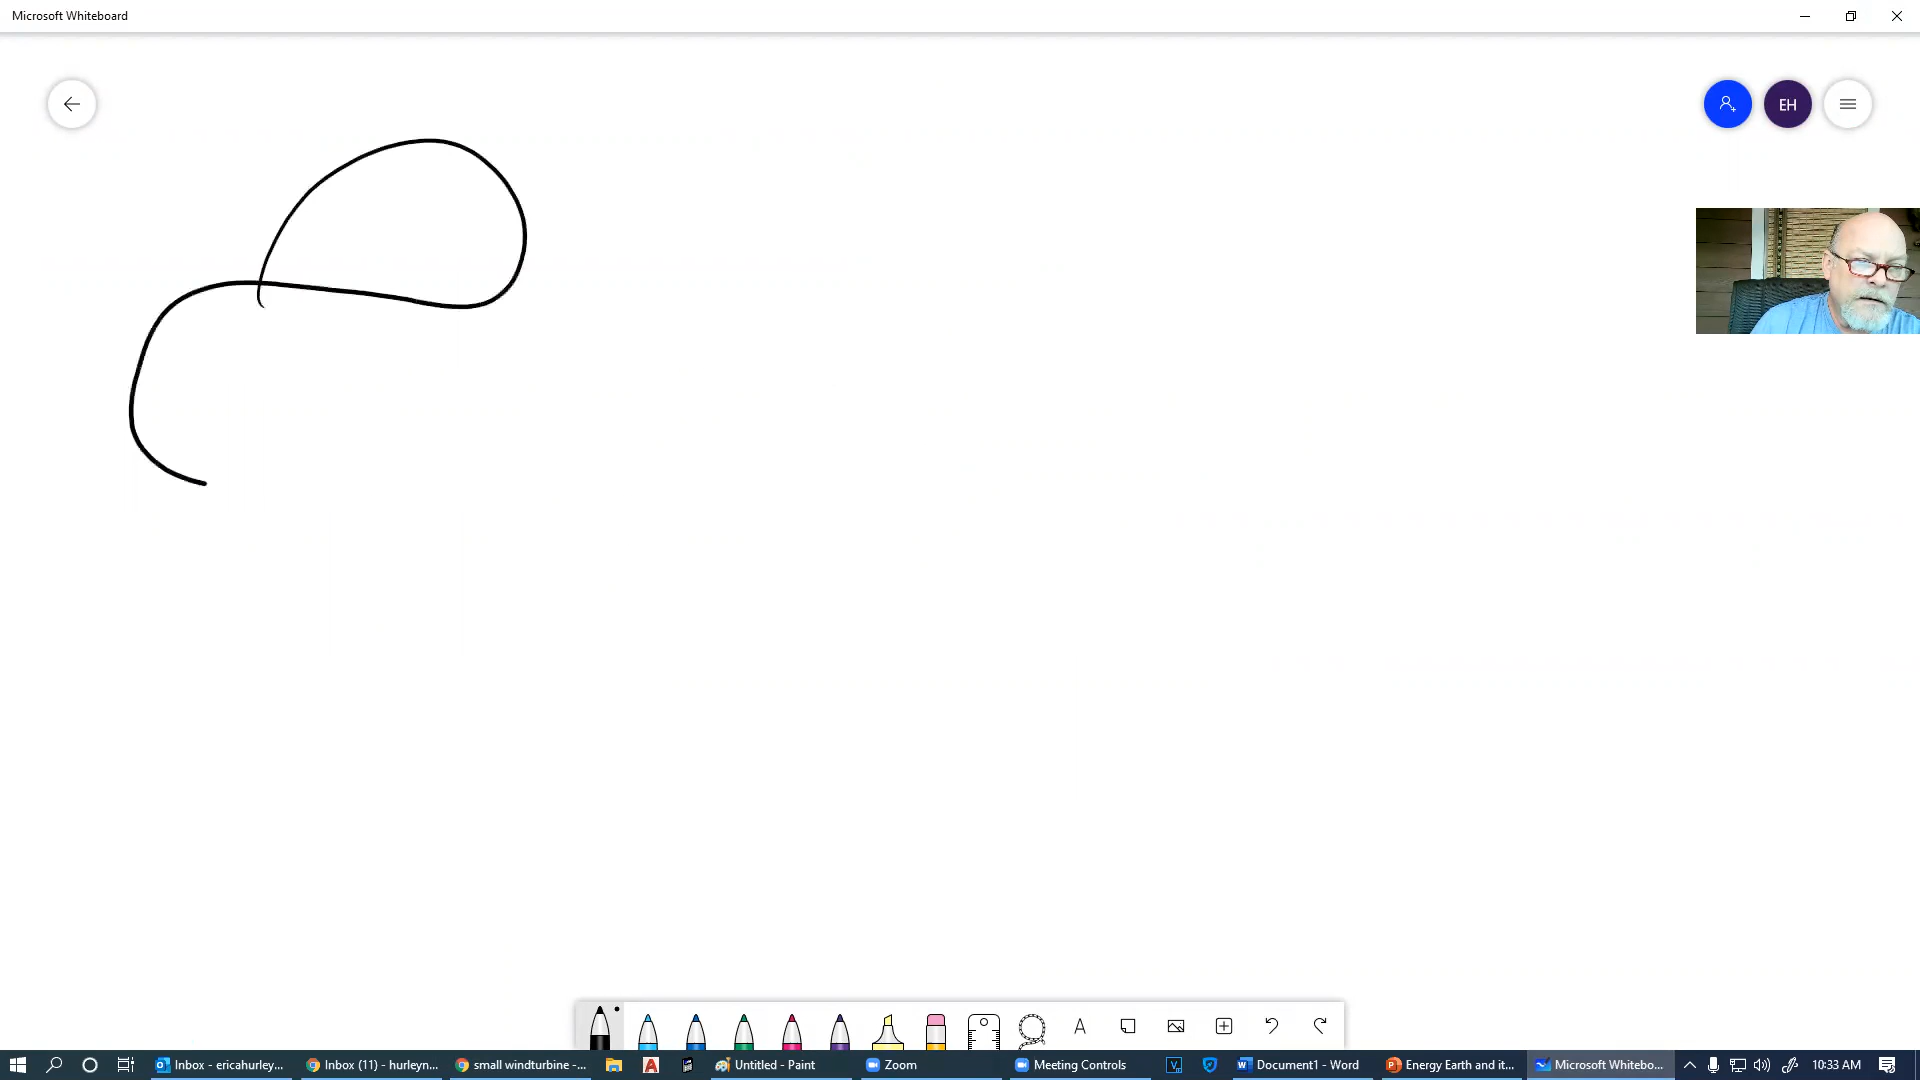 Microsoft Whiteboard
EH
A
Inbox - ericahurley...
Inbox (11) - hurleyn...
small windturbine -...
Untitled - Paint
Zoom
Meeting Controls
Document1 - Word
Energy Earth and it...
Microsoft Whitebo...
10:33 AM